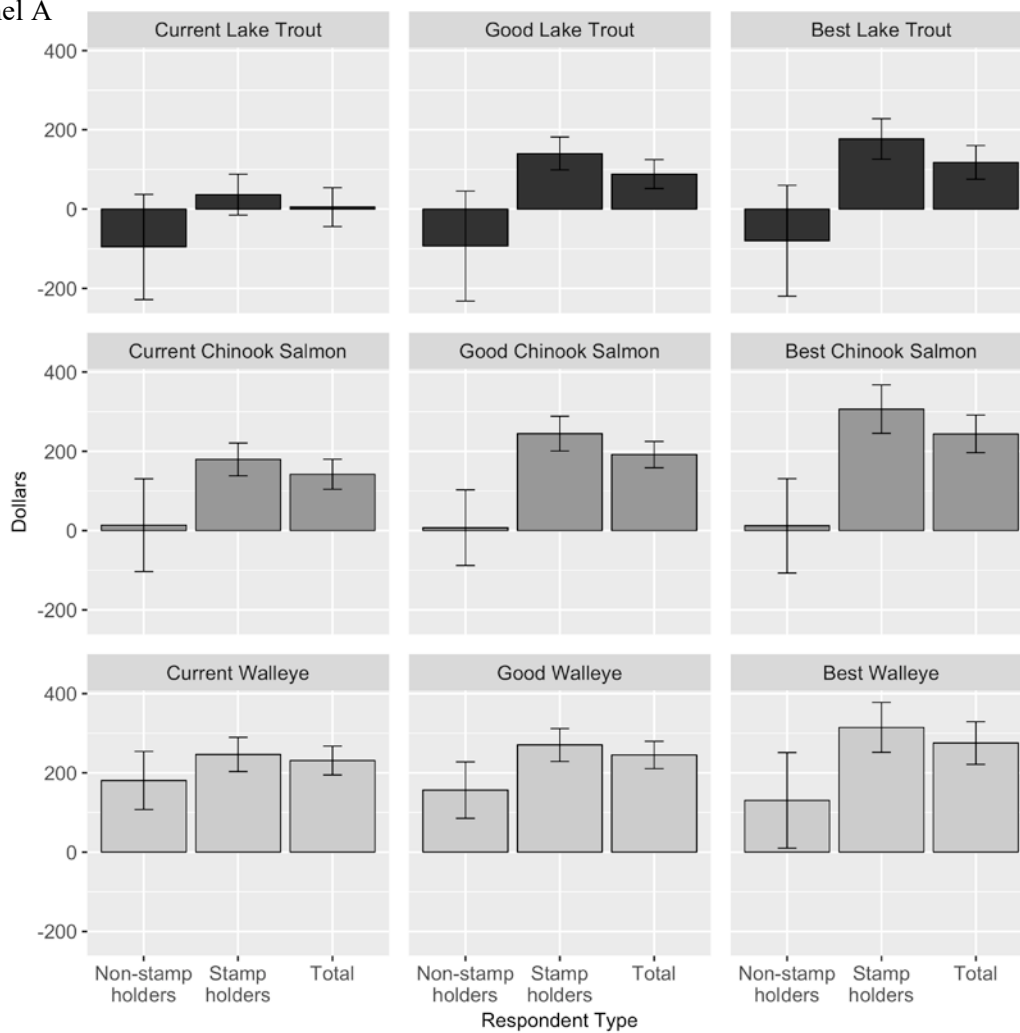 nel A
Current Lake Trout
Good Lake Trout
Best Lake Trout
400
200
0
-200
Current Chinook Salmon
Good Chinook Salmon
Best Chinook Salmon
400
200
0
-200
Dollars
Current Walleye
Good Walleye
Best Walleye
400
200
0
-200
Non-stamp
holders
Stamp
holders
Total
Non-stamp
holders
Stamp
holders
Total
Non-stamp
holders
Stamp
holders
Total
Respondent Type